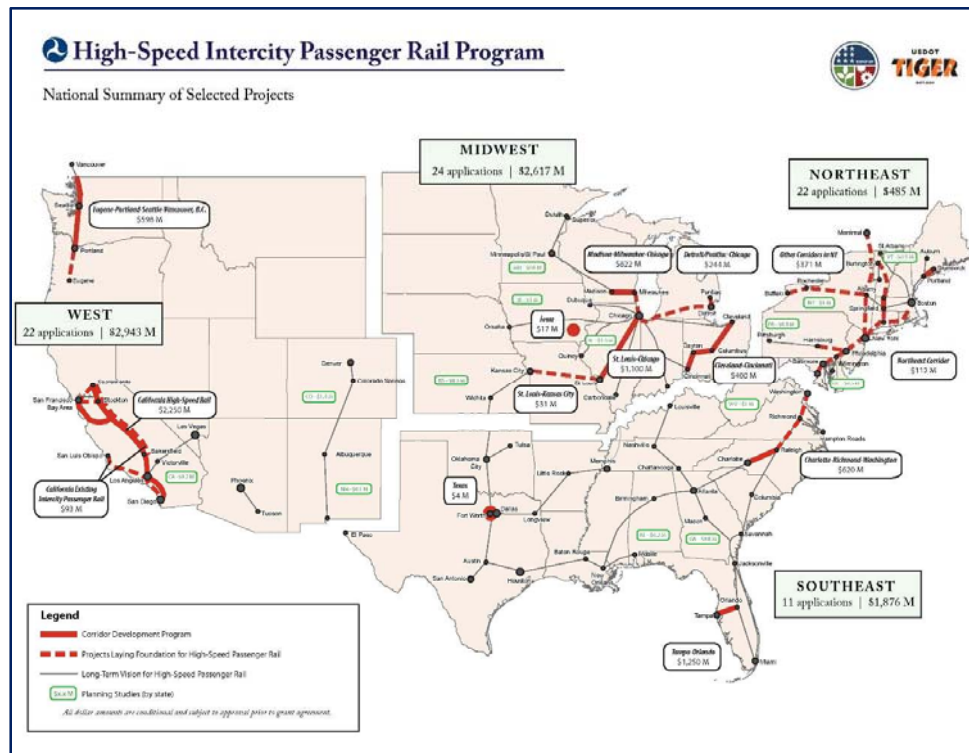 High-Speed Intercity Passenger Rail Program
USDOT
TIGER
National Summary of Selected Projects
MIDWEST
24 applications | $2,617 M
NORTHEAST
22 applications | $485 M
WEST
22 applications | $2,943 M
SOUTHEAST
11 applications | $1,876 M
Vancouver
Seattle
Eugene-Portland-Seattle-Vancouver, B.C.
$598 M
Portland
Eugene
Sacramento
San Francisco
Bay Area
Stockton
California High-Speed Rail
$2,250 M
Las Vegas
San Luis Obispo
Bakersfield
Victorville
Los Angeles
California Existing
Intercity Passenger Rail
$93 M
San Diego
Phoenix
Tucson
Denver
Colorado Springs
Albuquerque
El Paso
Duluth
Superior
Minneapolis/St Paul
Madison-Milwaukee-Chicago
$822 M
Detroit/Pontiac-Chicago
$244 M
Madison
Milwaukee
Dubuque
Pontiac
Detroit
Chicago
Cleveland
Iowa
$17 M
Omaha
Quincy
St. Louis-Chicago
$1,100 M
Dayton
Columbus
Cincinnati
Cleveland-Cincinnati
$400 M
Kansas City
St. Louis-Kansas City
$31 M
Carbondale
Wichita
Other Corridors in NE
$371 M
Montreal
St Albans
Burlington
Auburn
Brunswick
Portland
Rochester
Buffalo
Albany
Boston
Springfield
New York
Pittsburgh
Harrisburg
Philadelphia
Baltimore
Wilmington
Northeast Corridor
$112 M
Washington
Richmond
Hampton Roads
Louisville
Raleigh
Charlotte
Charlotte-Richmond-Washington
$620 M
Nashville
Tulsa
Oklahoma
City
Memphis
Little Rock
Chattanooga
Texas
$4 M
Atlanta
Columbia
Birmingham
Fort Worth
Dallas
Longview
Macon
Savannah
Austin
Baton Rouge
Mobile
Jacksonville
San Antonio
Houston
New
Orleans
Orlando
Tampa
Tampa-Orlando
$1,250 M
Miami
Legend
Corridor Development Program
Projects Laying Foundation for High-Speed Passenger Rail
Long-Term Vision for High-Speed Passenger Rail
Planning Studies (by state)
All dollar amounts are conditional and subject to approval prior to grant agreement.